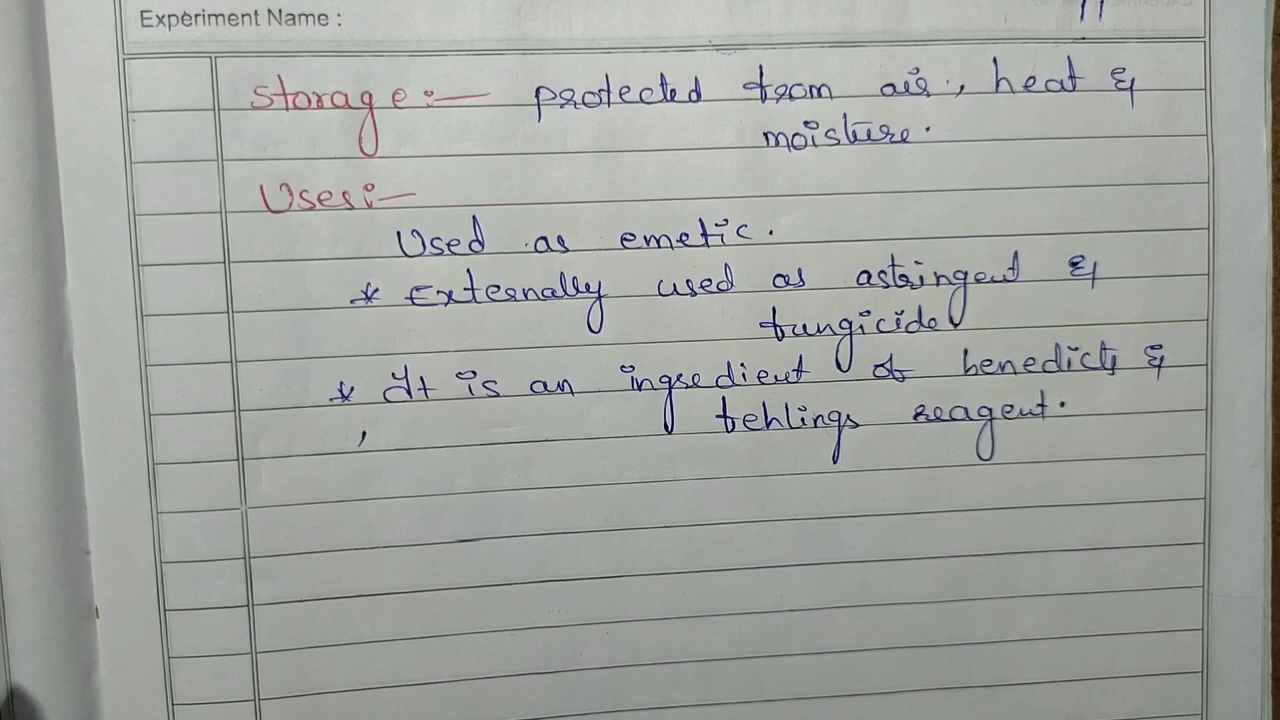 Experiment Name :
Storage:— protected from air, heat &
moisture.
Uses:—
Used as emetic.
* Externally used as astringent &
fungicide
* It is an ingredient of benedicts &
fehlings reagent.